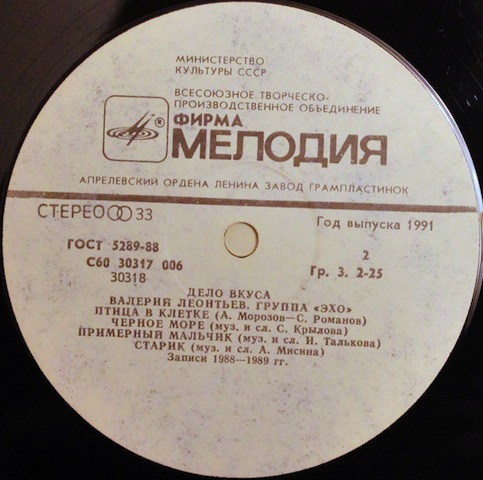 МИНИСТЕРСТВО
КУЛЬТУРЫ СССР
ВСЕСОЮЗНОЕ ТВОРЧЕСКО-
ПРОИЗВОДСТВЕННОЕ ОБЪЕДИНЕНИЕ
®
ФИРМА
МЕЛОДИЯ
АПРЕЛЕВСКИЙ ОРДЕНА ЛЕНИНА ЗАВОД ГРАМПЛАСТИНОК
СТЕРЕО 33
Год выпуска 1991
ГОСТ 5289-88
2
С60 30317 006
Гр. 3. 2-25
30318
ДЕЛО ВКУСА
ВАЛЕРИЙ ЛЕОНТЬЕВ. ГРУППА «ЭХО»
ПТИЦА В КЛЕТКЕ (А. Морозов—С. Романов)
ЧЕРНОЕ МОРЕ (муз. и сл. С. Крылова)
ПРИМЕРНЫЙ МАЛЬЧИК (муз. и сл. И. Талькова)
СТАРИК (муз. и сл. А. Мисина)
Записи 1988—1989 гг.